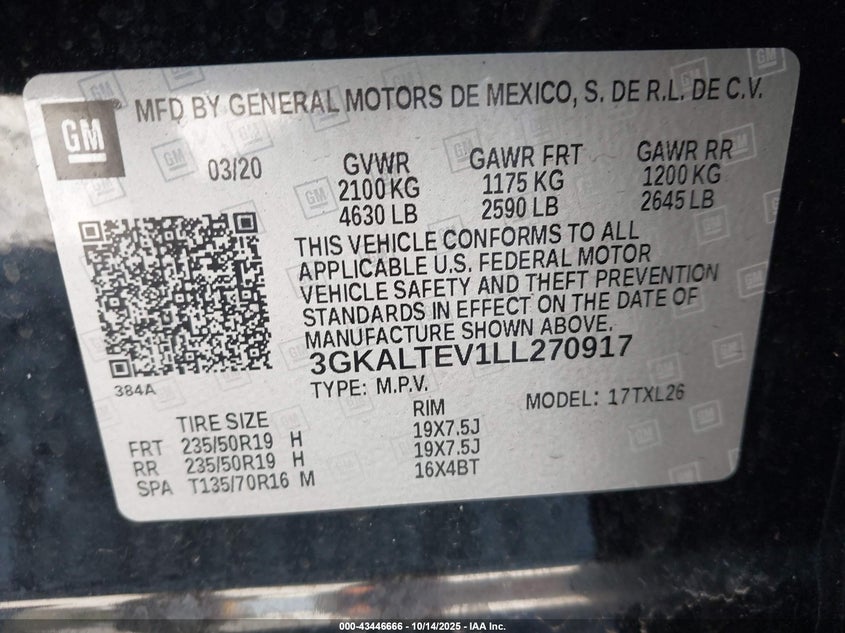 GM
MFD BY GENERAL MOTORS DE MEXICO, S. DE R.L. DE C.V.
03/20
GVWR GAWR FRT GAWR RR
2100 KG 1175 KG 1200 KG
4630 LB 2590 LB 2645 LB
THIS VEHICLE CONFORMS TO ALL
APPLICABLE U.S. FEDERAL MOTOR
VEHICLE SAFETY AND THEFT PREVENTION
STANDARDS IN EFFECT ON THE DATE OF
MANUFACTURE SHOWN ABOVE.
3GKALTEV1LL270917
384A
TYPE: M.P.V. MODEL: 17TXL26
TIRE SIZE RIM
FRT 235/50R19 H 19X7.5J
RR 235/50R19 H 19X7.5J
SPA T135/70R16 M 16X4BT
000-43446666 - 10/14/2025 - IAA Inc.